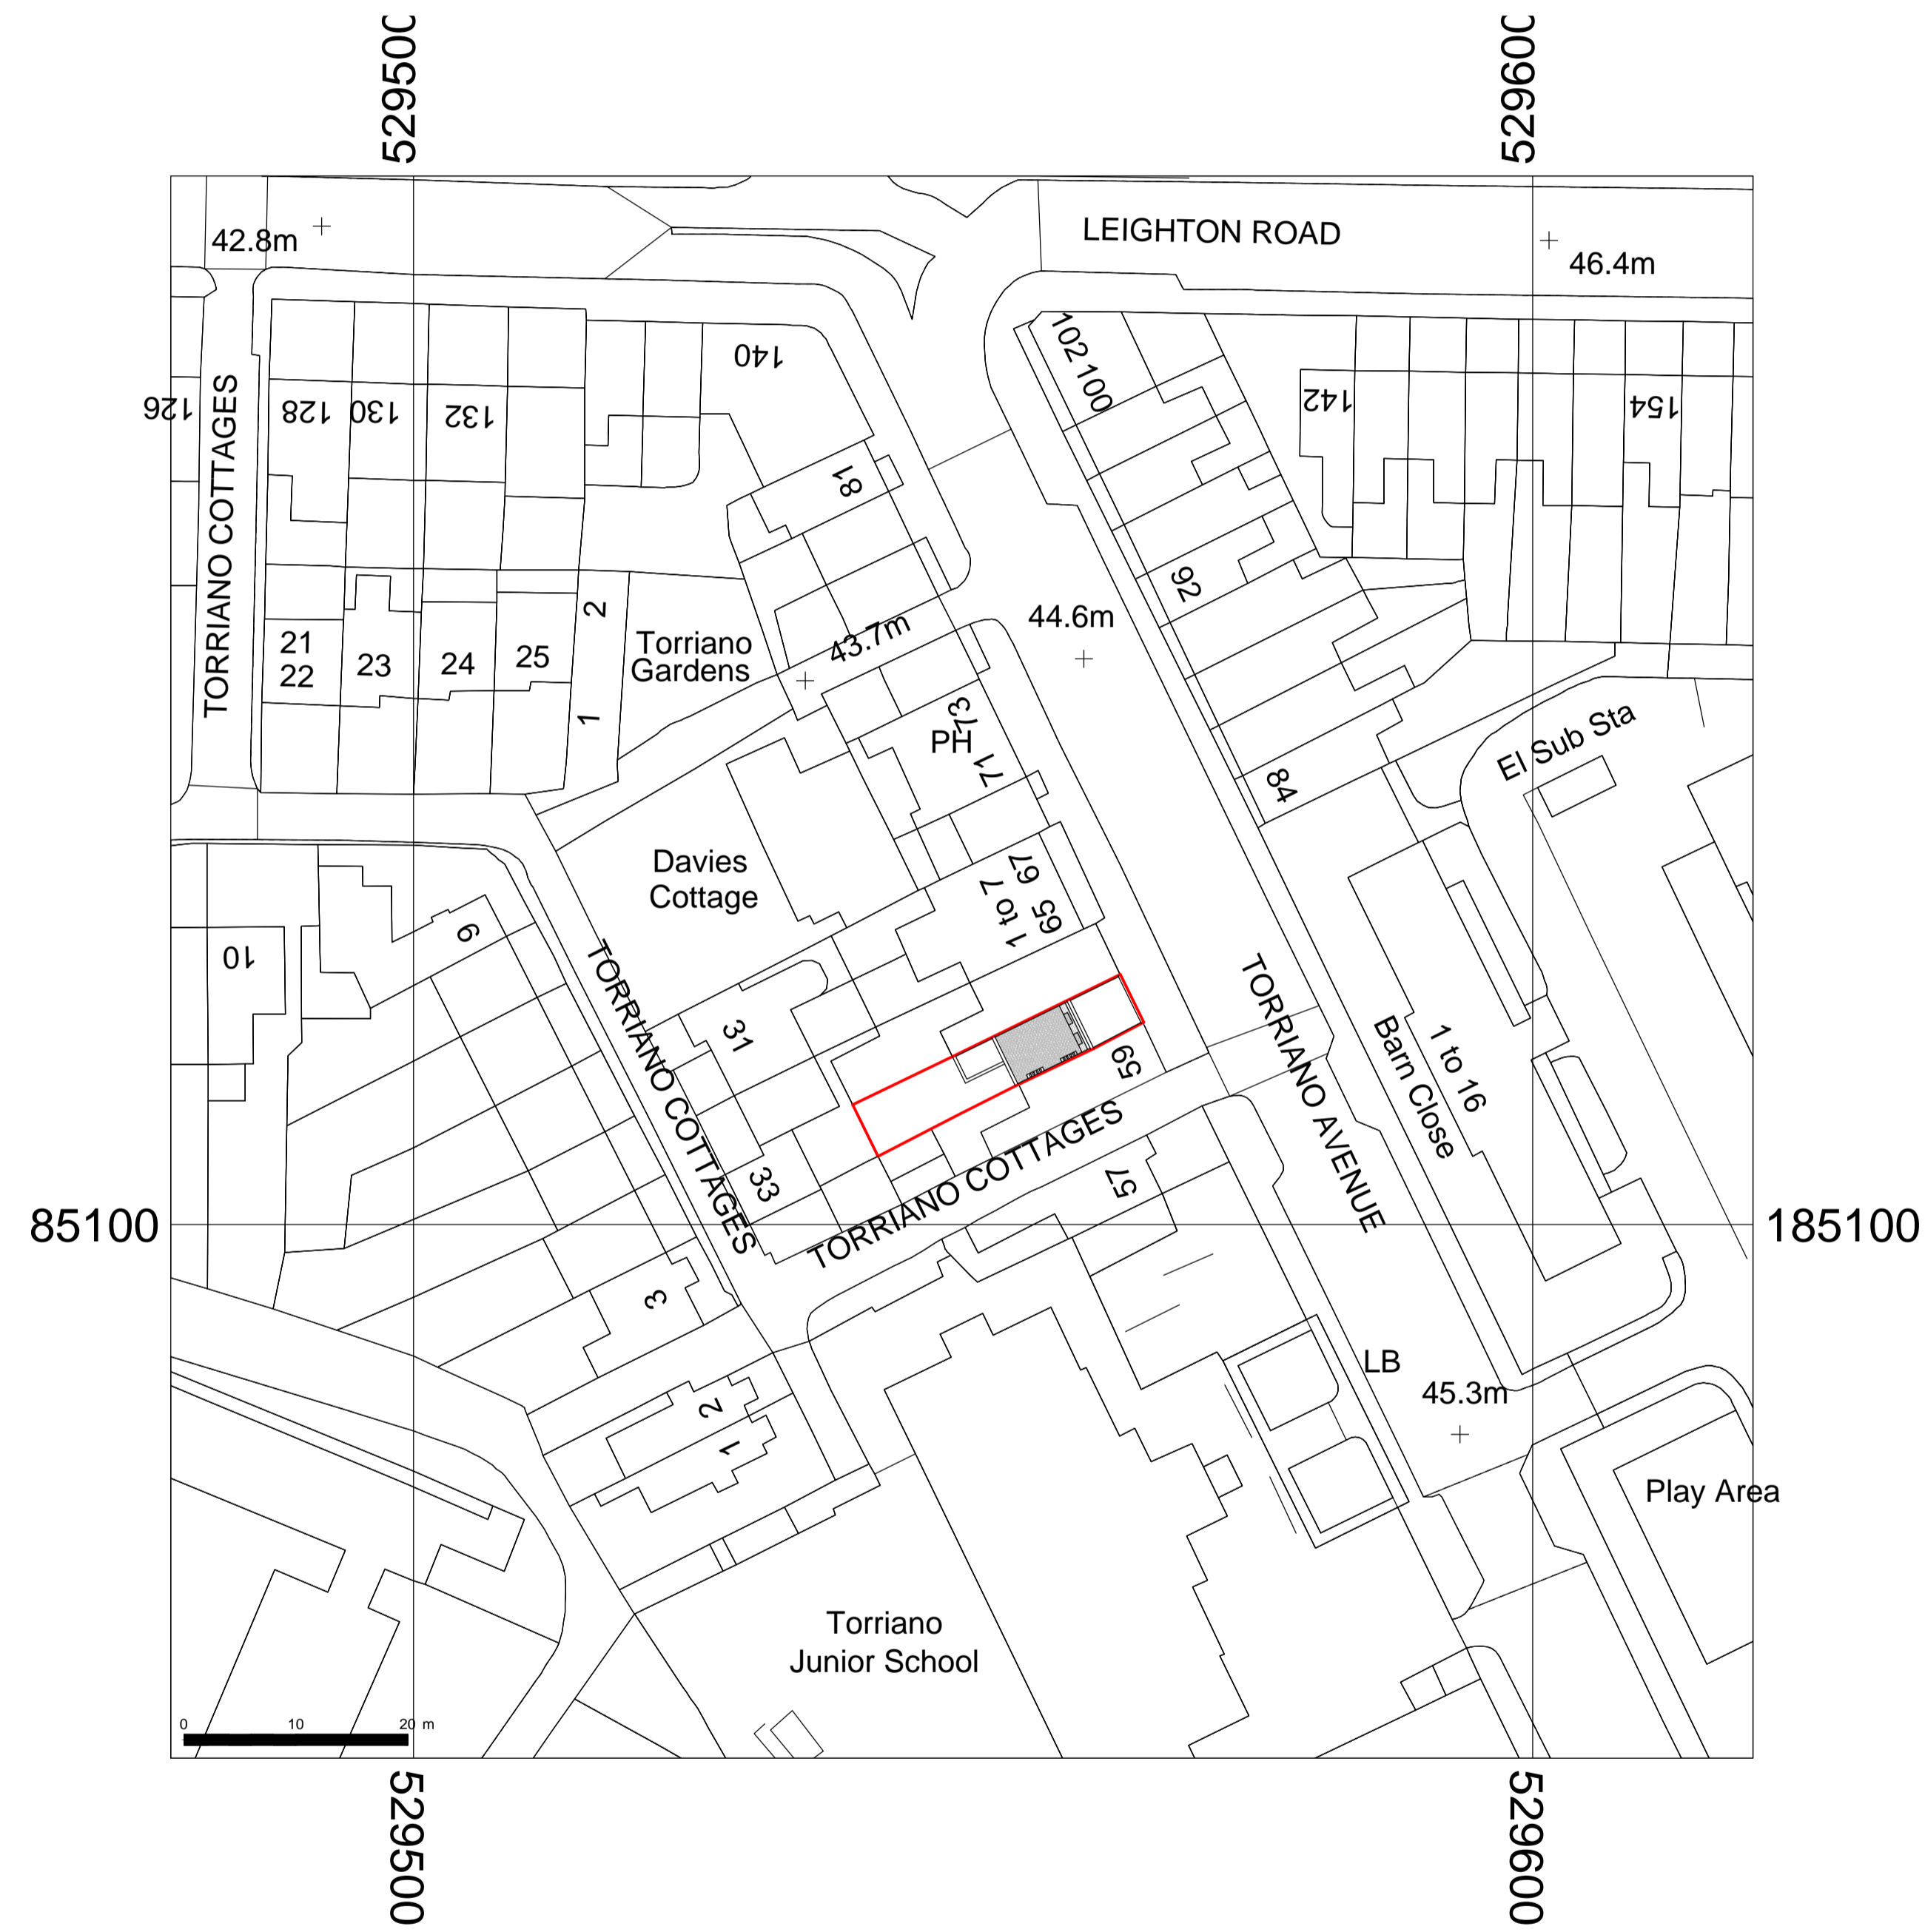 529500
529600
LEIGHTON ROAD
42.8m
46.4m
102 100
140
126
128
130
132
142
154
TORRIANO COTTAGES
81
92
2
44.6m
21
22
23
24
25
Torriano
Gardens
43.7m
1
73
PH
71
El Sub Sta
84
Davies
Cottage
67
65
1 to 7
9
10
TORRIANO COTTAGES
31
TORRIANO AVENUE
1 to 16
Barn Close
59
33
TORRIANO COTTAGES
57
85100
185100
3
LB
45.3m
2
1
Play Area
Torriano
Junior School
0 10 20 m
529500
529600